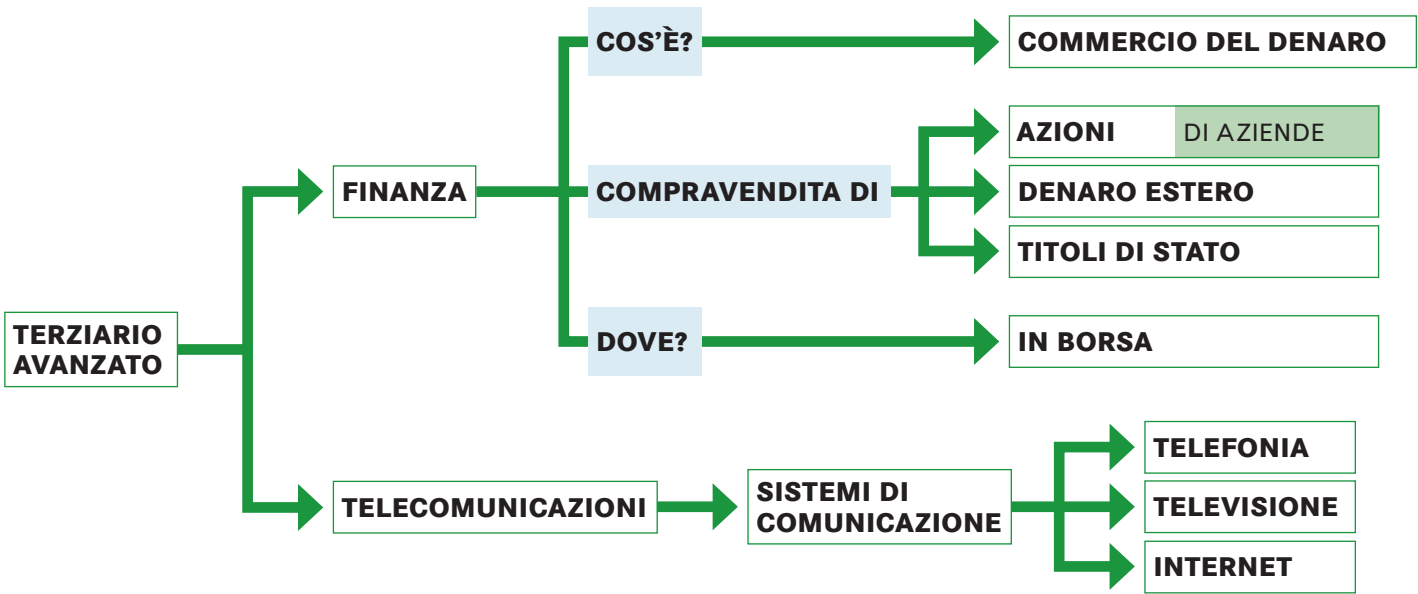 COS'È?
COMMERCIO DEL DENARO
AZIONI DI AZIENDE
FINANZA
COMPRAVENDITA DI
DENARO ESTERO
TITOLI DI STATO
TERZIARO
AVANZATO
DOVE?
IN BORSA
TELECOMUNICAZIONI
SISTEMI DI
COMUNICAZIONE
TELEFONIA
TELEVISIONE
INTERNET